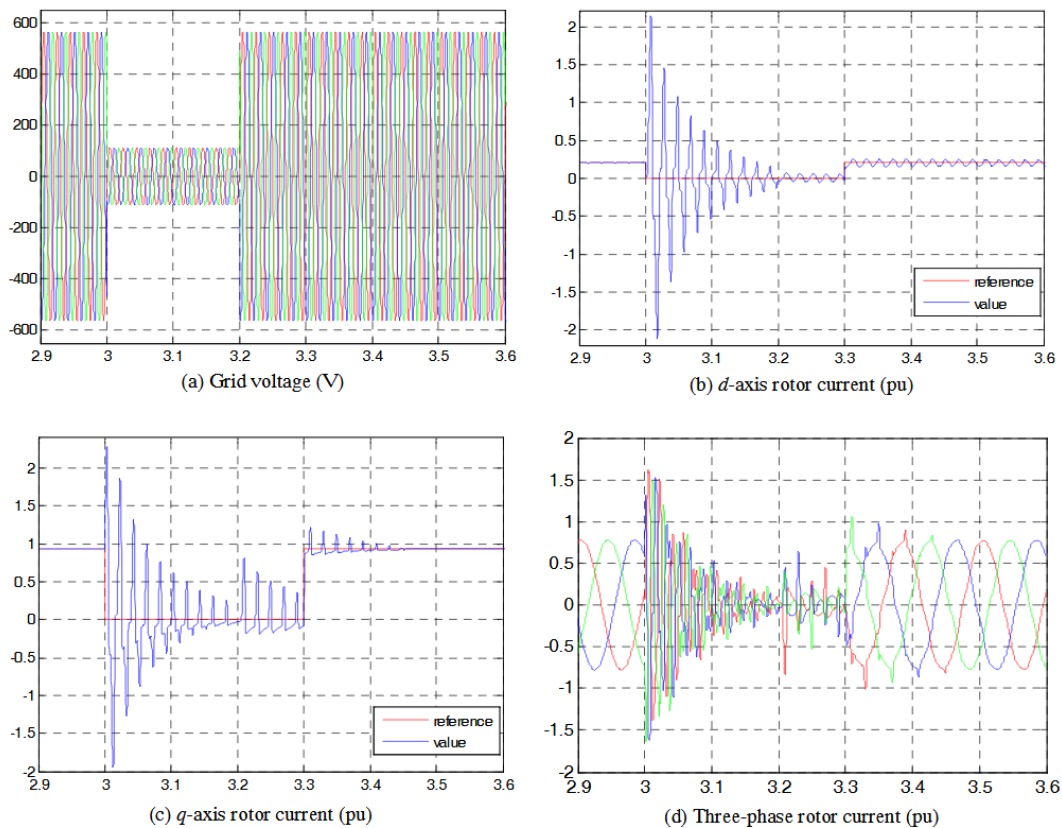 600
400
200
0
-200
-400
-600
2.9 3 3.1 3.2 3.3 3.4 3.5 3.6
(a) Grid voltage (V)
2
1.5
1
0.5
0
-0.5
-1
-1.5
-2
reference
value
2.9 3 3.1 3.2 3.3 3.4 3.5 3.6
(b) d-axis rotor current (pu)
2
1.5
1
0.5
0
-0.5
-1
-1.5
-2
reference
value
2.9 3 3.1 3.2 3.3 3.4 3.5 3.6
(c) q-axis rotor current (pu)
2
1.5
1
0.5
0
-0.5
-1
-1.5
-2
2.9 3 3.1 3.2 3.3 3.4 3.5 3.6
(d) Three-phase rotor current (pu)